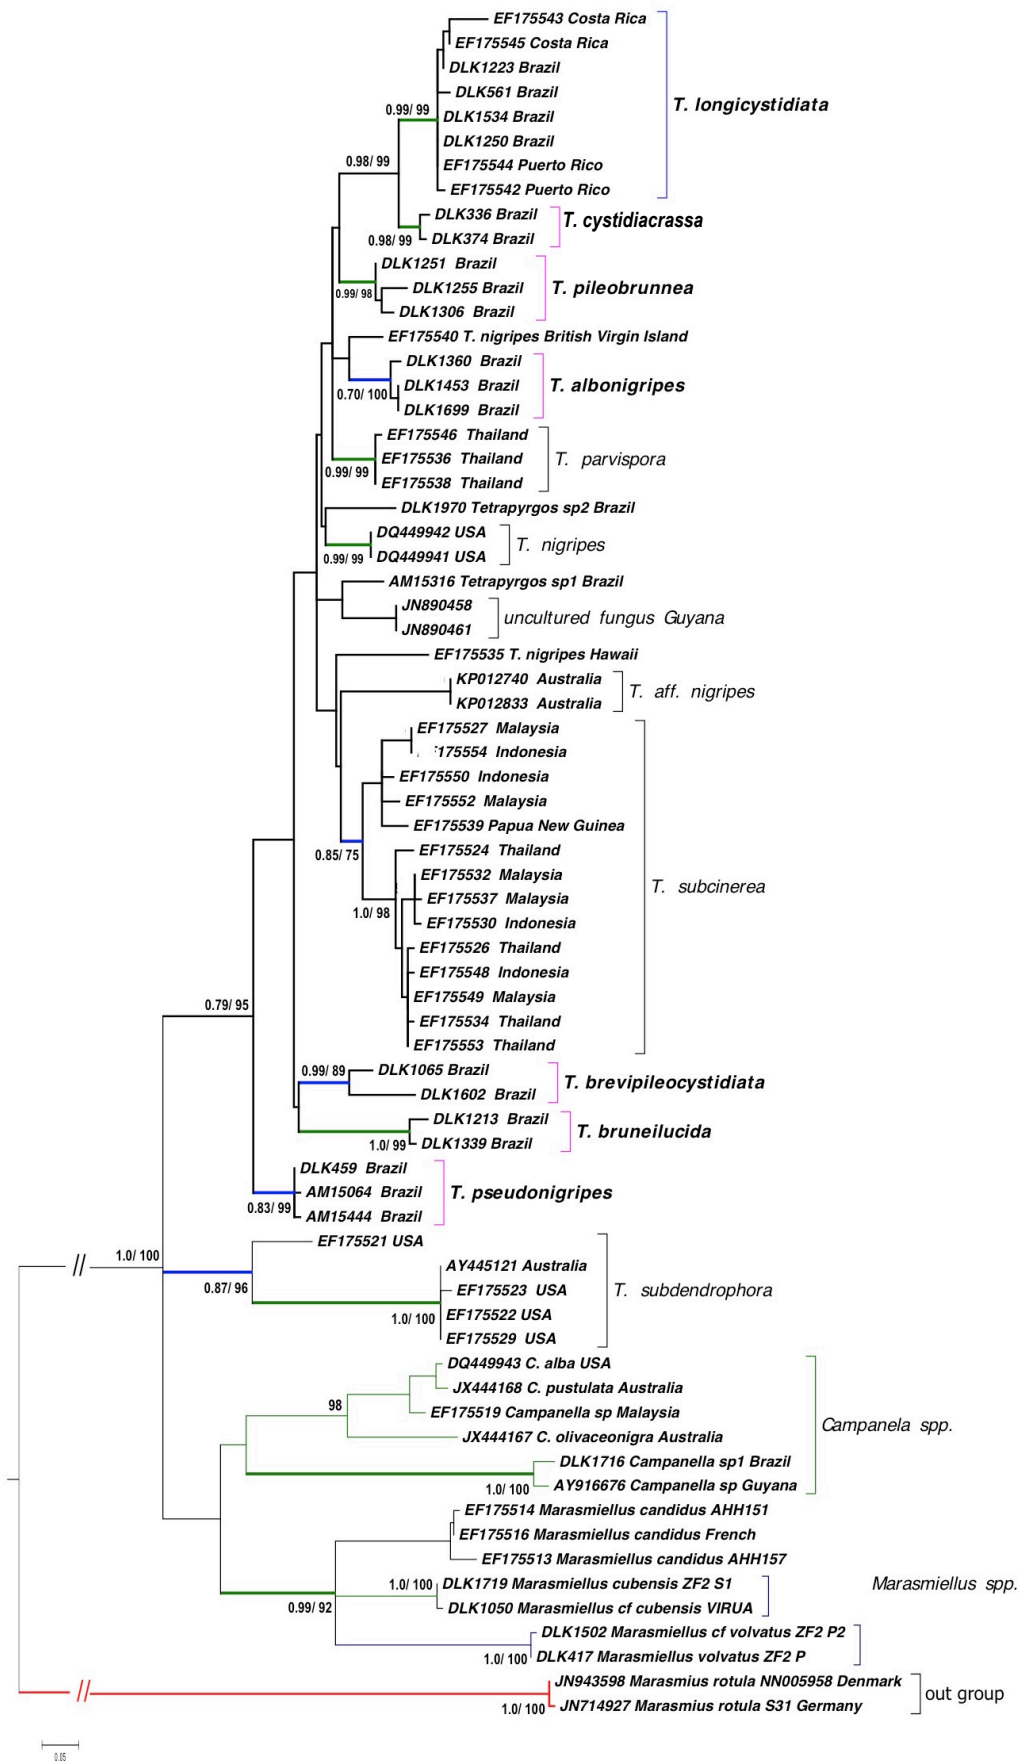 EF175543 Costa Rica
EF175545 Costa Rica
DLK1223 Brazil
DLK561 Brazil
T. longicystidiata
0.99/ 99
DLK1534 Brazil
DLK1250 Brazil
0.98/ 99
EF175544 Puerto Rico
EF175542 Puerto Rico
DLK336 Brazil
T. cystidiacrassa
0.98/ 99
DLK374 Brazil
DLK1251 Brazil
DLK1255 Brazil
T. pileobrunnea
0.99/ 98
DLK1306 Brazil
EF175540 T. nigripes British Virgin Island
DLK1360 Brazil
DLK1453 Brazil
T. albonigripes
0.70/ 100
DLK1699 Brazil
EF175546 Thailand
EF175536 Thailand
T. parvispora
0.99/ 99
EF175538 Thailand
DLK1970 Tetrapyrgos sp2 Brazil
DQ449942 USA
T. nigripes
0.99/ 99
DQ449941 USA
AM15316 Tetrapyrgos sp1 Brazil
JN890458
uncultured fungus Guyana
JN890461
EF175535 T. nigripes Hawaii
KP012740 Australia
T. aff. nigripes
KP012833 Australia
EF175527 Malaysia
175554 Indonesia
EF175550 Indonesia
EF175552 Malaysia
EF175539 Papua New Guinea
0.85/ 75
EF175524 Thailand
EF175532 Malaysia
T. subcinerea
EF175537 Malaysia
1.0/ 98
EF175530 Indonesia
EF175526 Thailand
EF175548 Indonesia
EF175549 Malaysia
0.79/ 95
EF175534 Thailand
EF175553 Thailand
0.99/ 89
DLK1065 Brazil
T. brevipileocystidiata
DLK1602 Brazil
DLK1213 Brazil
T. bruneilucida
1.0/ 99
DLK1339 Brazil
DLK459 Brazil
AM15064 Brazil
T. pseudonigripes
0.83/ 99
AM15444 Brazil
EF175521 USA
1.0/ 100
AY445121 Australia
0.87/ 96
EF175523 USA
T. subdendrophora
EF175522 USA
1.0/ 100
EF175529 USA
DQ449943 C. alba USA
JX444168 C. pustulata Australia
98
EF175519 Campanella sp Malaysia
Campanela spp.
JX444167 C. olivaceonigra Australia
DLK1716 Campanella sp1 Brazil
1.0/ 100
AY916676 Campanella sp Guyana
EF175514 Marasmiellus candidus AHH151
EF175516 Marasmiellus candidus French
EF175513 Marasmiellus candidus AHH157
1.0/ 100
DLK1719 Marasmiellus cubensis ZF2 S1
Marasmiellus spp.
0.99/ 92
DLK1050 Marasmiellus cf cubensis VIRUA
DLK1502 Marasmiellus cf volvatus ZF2 P2
1.0/ 100
DLK417 Marasmiellus volvatus ZF2 P
JN943598 Marasmius rotula NN005958 Denmark
out group
1.0/ 100
JN714927 Marasmius rotula S31 Germany
0.05